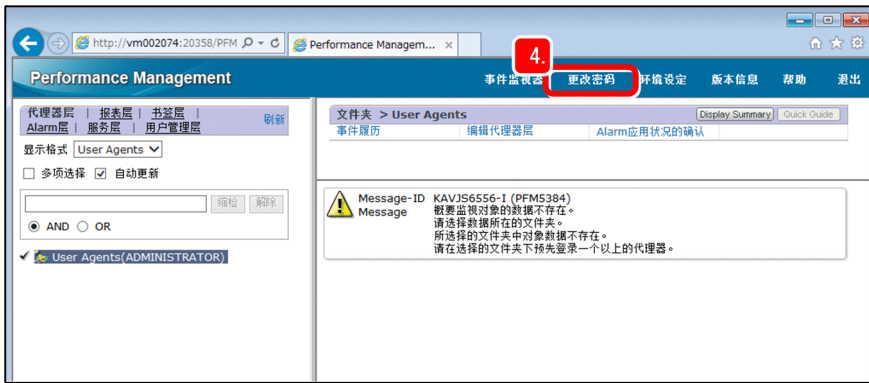 http://vm002074:20358/PFM
Performance Managem...
4.
Performance Management
事件监视器 更改密码 环境设定 版本信息 帮助 退出
代理器层 | 报表层 | 书签层 |
刷新
Alarm层 | 服务层 | 用户管理层
显示格式 User Agents
多项选择 自动更新
缩检 解除
AND OR
User Agents(ADMINISTRATOR)
文件夹 > User Agents
Display Summary Quick Guide
事件履历 编辑代理器层 Alarm应用状况的确认
Message-ID KAVJS6556-I (PFM5384)
Message 概要监视对象的数据不存在。
请选择数据所在的文件夹。
所选择的文件夹中对象数据不存在。
请在选择的文件夹下预先登录一个以上的代理器。